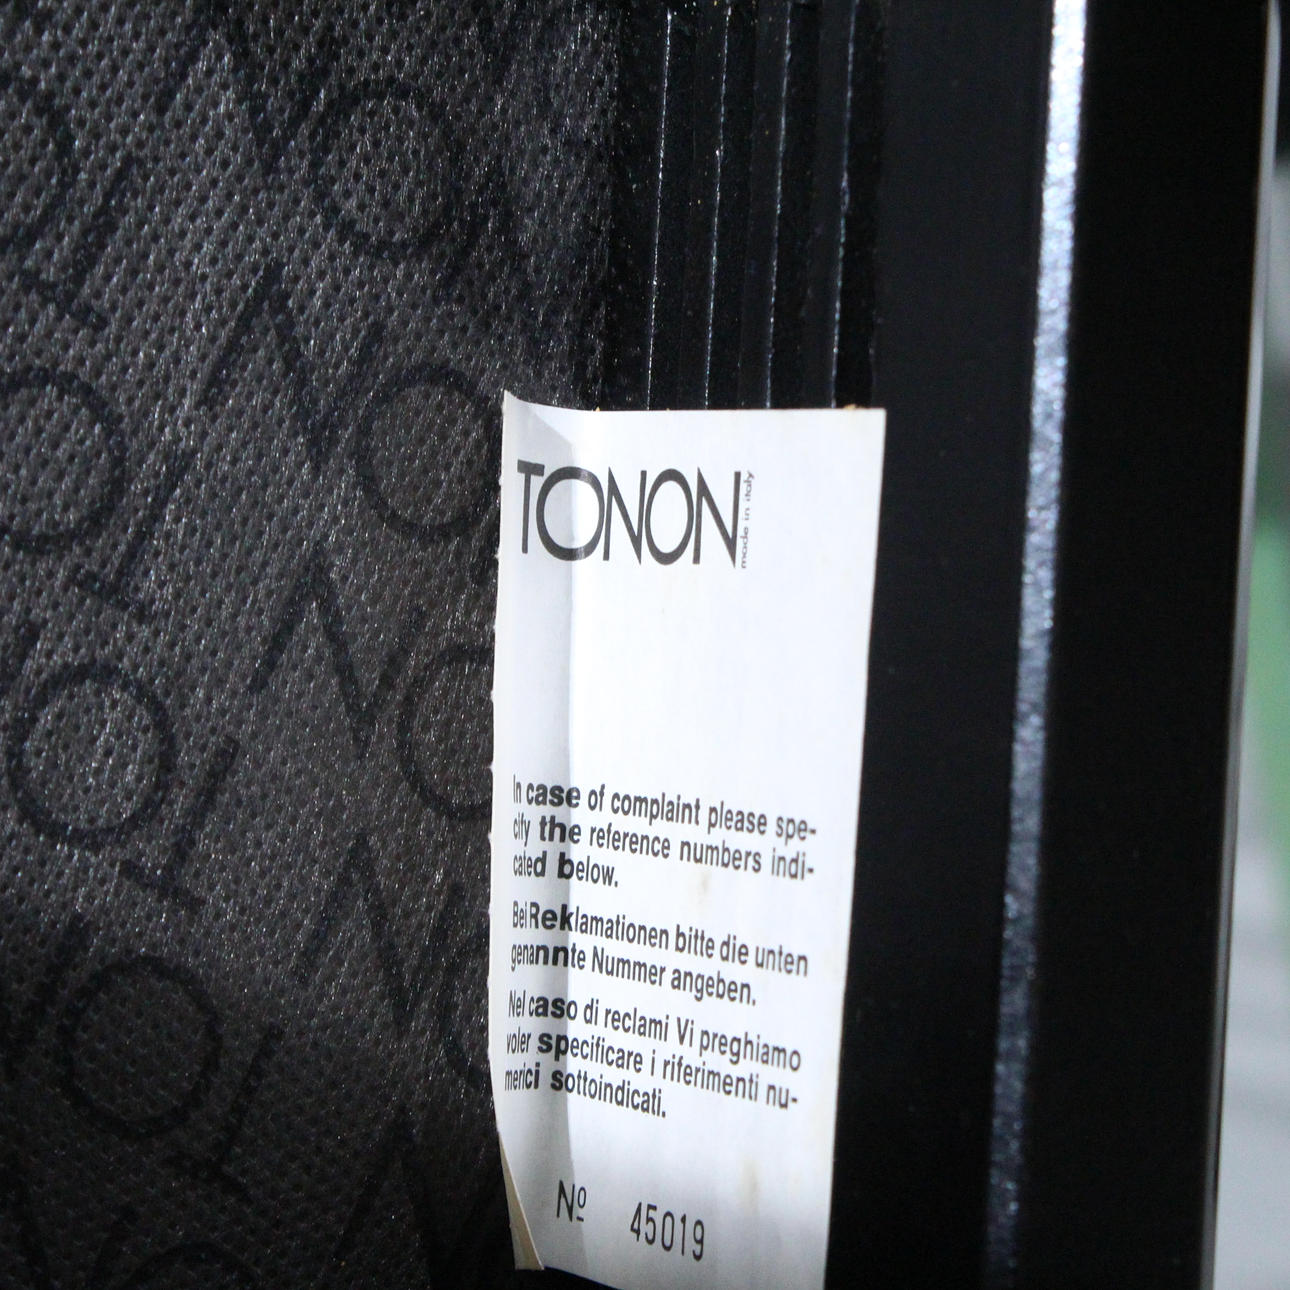 TONON
made in italy
In case of complaint please spe-
cify the reference numbers indi-
cated below.
Bei Reklamationen bitte die unten
genannte Nummer angeben.
Nel caso di reclami Vi preghiamo
voler specificare i riferimenti nu-
merici sottoindicati.
Nº 45019